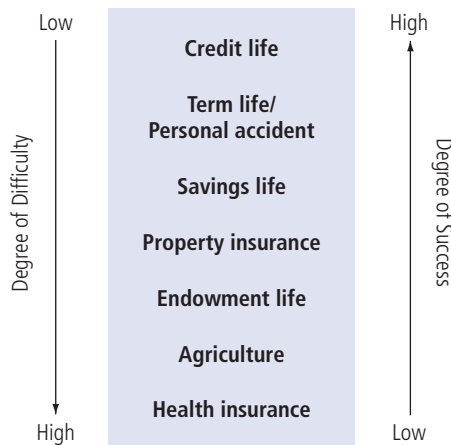 Low
High
Credit life
Term life/
Personal accident
Savings life
Property insurance
Endowment life
Agriculture
Health insurance
Degree of Difficulty
Degree of Success
High
Low